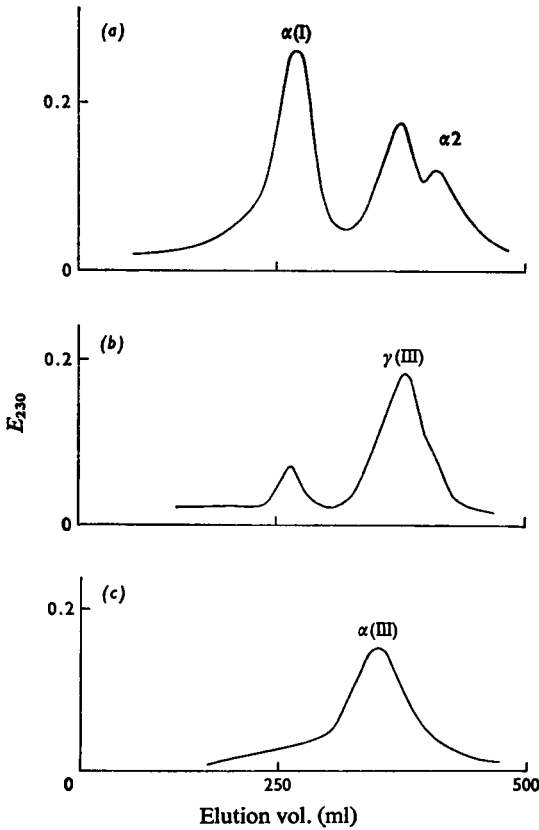 (a)
α(I)
0.2
α2
0
(b)
0.2
γ(III)
E230
0
(c)
0.2
α(III)
0
250
500
Elution vol. (ml)